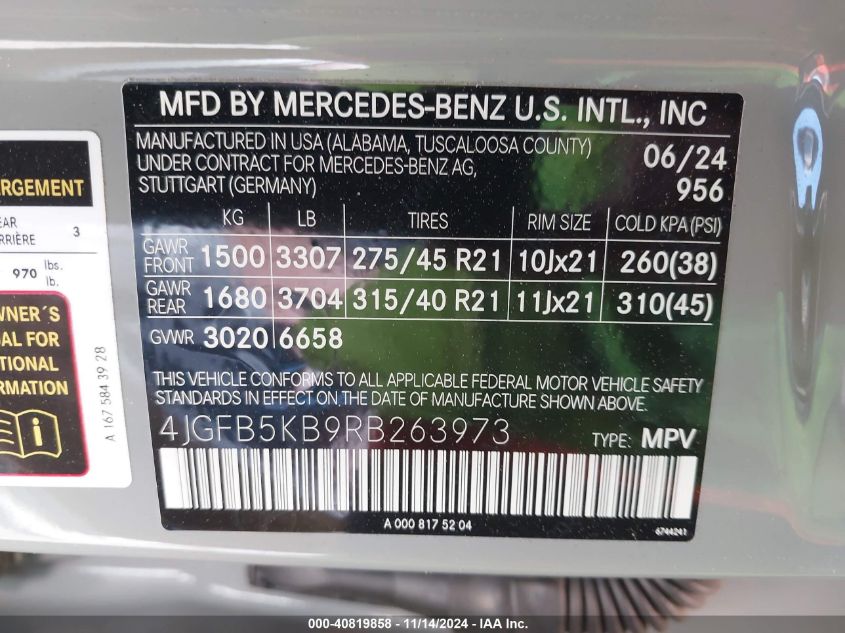 MFD BY MERCEDES-BENZ U.S. INTL., INC
MANUFACTURED IN USA (ALABAMA, TUSCALOOSA COUNTY) 06/24
UNDER CONTRACT FOR MERCEDES-BENZ AG,
STUTTGART (GERMANY) 956
KG LB TIRES RIM SIZE COLD KPA (PSI)
GAWR FRONT 1500 3307 275/45 R21 10Jx21 260(38)
GAWR REAR 1680 3704 315/40 R21 11Jx21 310(45)
GVWR 3020 6658
THIS VEHICLE CONFORMS TO ALL APPLICABLE FEDERAL MOTOR VEHICLE SAFETY
STANDARDS IN EFFECT ON THE DATE OF MANUFACTURE SHOWN ABOVE.
4JGFB5KB9RB263973 TYPE: MPV
A 000 817 52 04 6744241
RGEMENT
EAR 3
RRIÈRE
970 lbs.
lb.
WNER´S
UAL FOR
TIONAL
RMATION
A 167 584 39 28
000-40819858 - 11/14/2024 - IAA Inc.